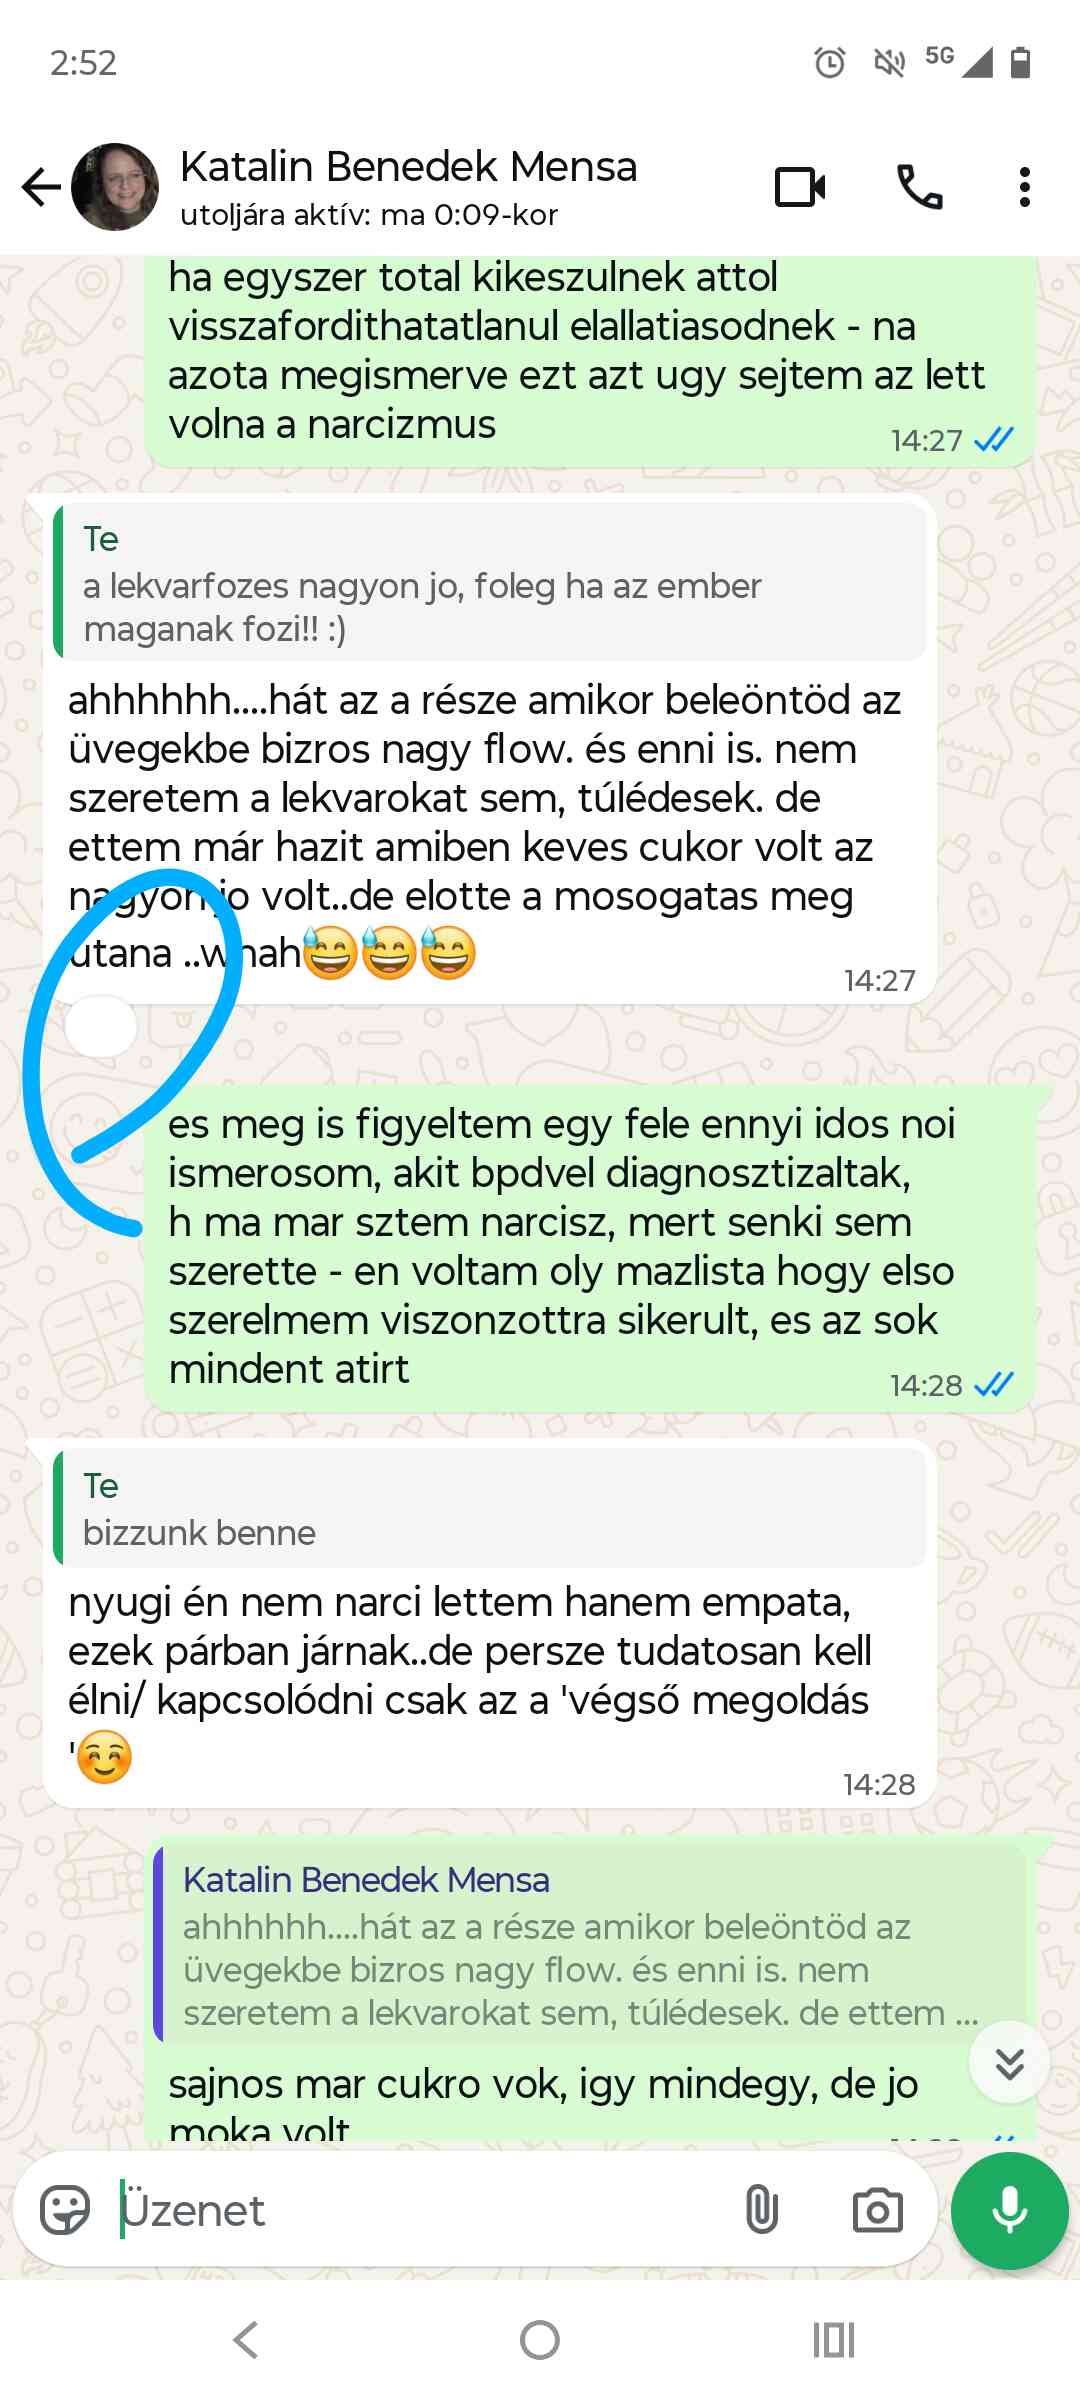 2:52
5G
Katalin Benedek Mensa
utoljára aktív: ma 0:09-kor
ha egyszer total kikeszulnek attol
visszafordithatatlanul elallatiasodnek - na
azota megismerve ezt azt ugy sejtem az lett
volna a narcizmus
14:27
Te
a lekvarfozes nagyon jo, foleg ha az ember
maganak fozi!! :)
ahhhhhh....hát az a része amikor beleöntöd az
üvegekbe bizros nagy flow. és enni is. nem
szeretem a lekvarokat sem, túlédesek. de
ettem már hazit amiben keves cukor volt az
nagyon jo volt..de elotte a mosogatas meg
utana ..whah😅😅😅
14:27
es meg is figyeltem egy fele ennyi idos noi
ismerosom, akit bpdvel diagnosztizaltak,
h ma mar sztem narcisz, mert senki sem
szerette - en voltam oly mazlista hogy elso
szerelmem viszonzottra sikerult, es az sok
mindent atirt
14:28
Te
bizzunk benne
nyugi én nem narci lettem hanem empata,
ezek párban járnak..de persze tudatosan kell
élni/ kapcsolódni csak az a 'végső megoldás
'☺️
14:28
Katalin Benedek Mensa
ahhhhhh....hát az a része amikor beleöntöd az
üvegekbe bizros nagy flow. és enni is. nem
szeretem a lekvarokat sem, túlédesek. de ettem ...
sajnos mar cukro vok, igy mindegy, de jo
moka volt
Üzenet